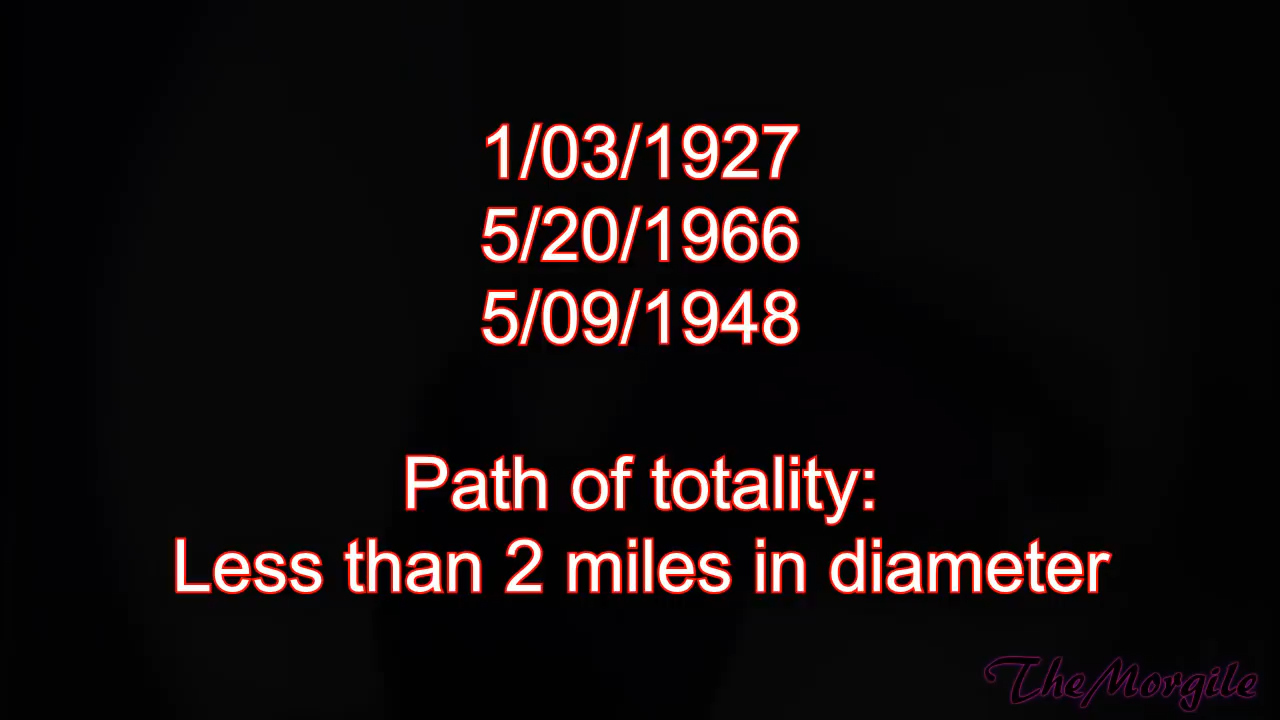 1/03/1927
5/20/1966
5/09/1948
Path of totality:
Less than 2 miles in diameter
TheMorgile